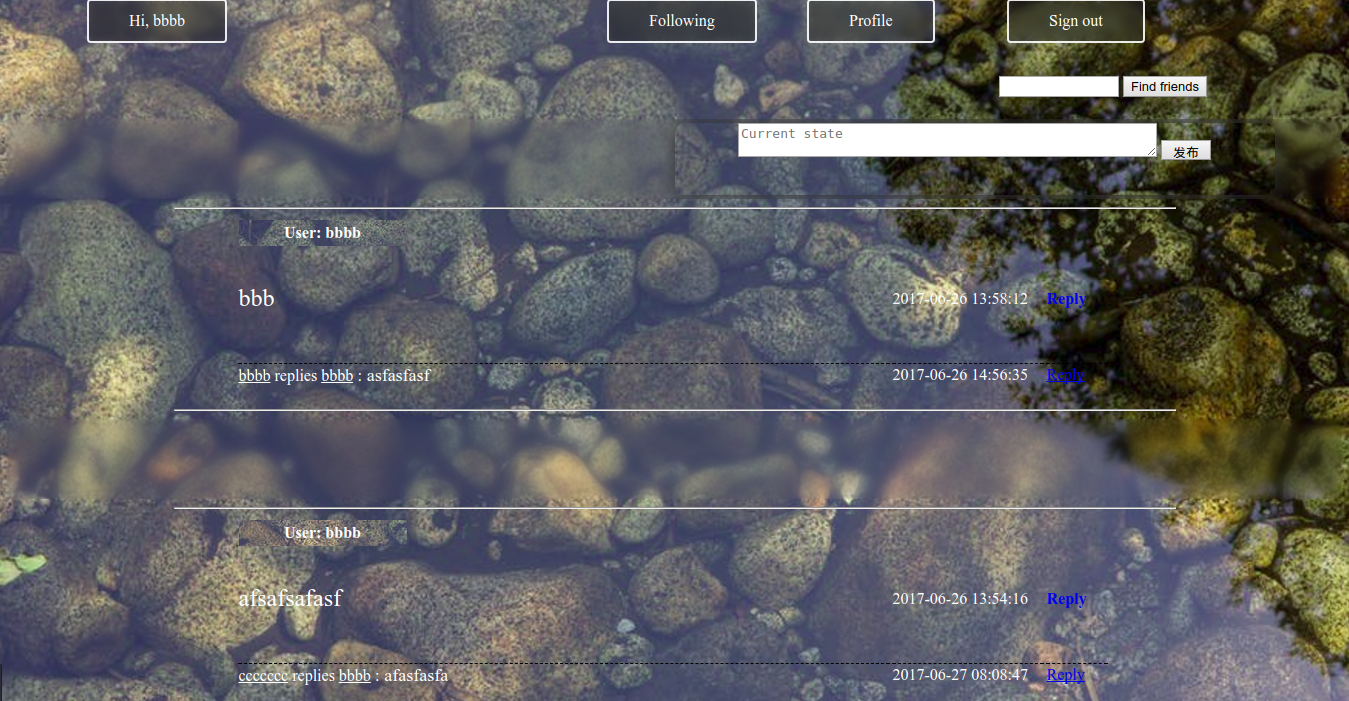 Hi, bbbb Following Profile Sign out
Find friends
Current state 发布
User: bbbb
bbb 2017-06-26 13:58:12 Reply
bbbb replies bbbb : asfasfasf 2017-06-26 14:56:35 Reply
User: bbbb
afsafsafasf 2017-06-26 13:54:16 Reply
ccccccc replies bbbb : afasfasfa 2017-06-27 08:08:47 Reply